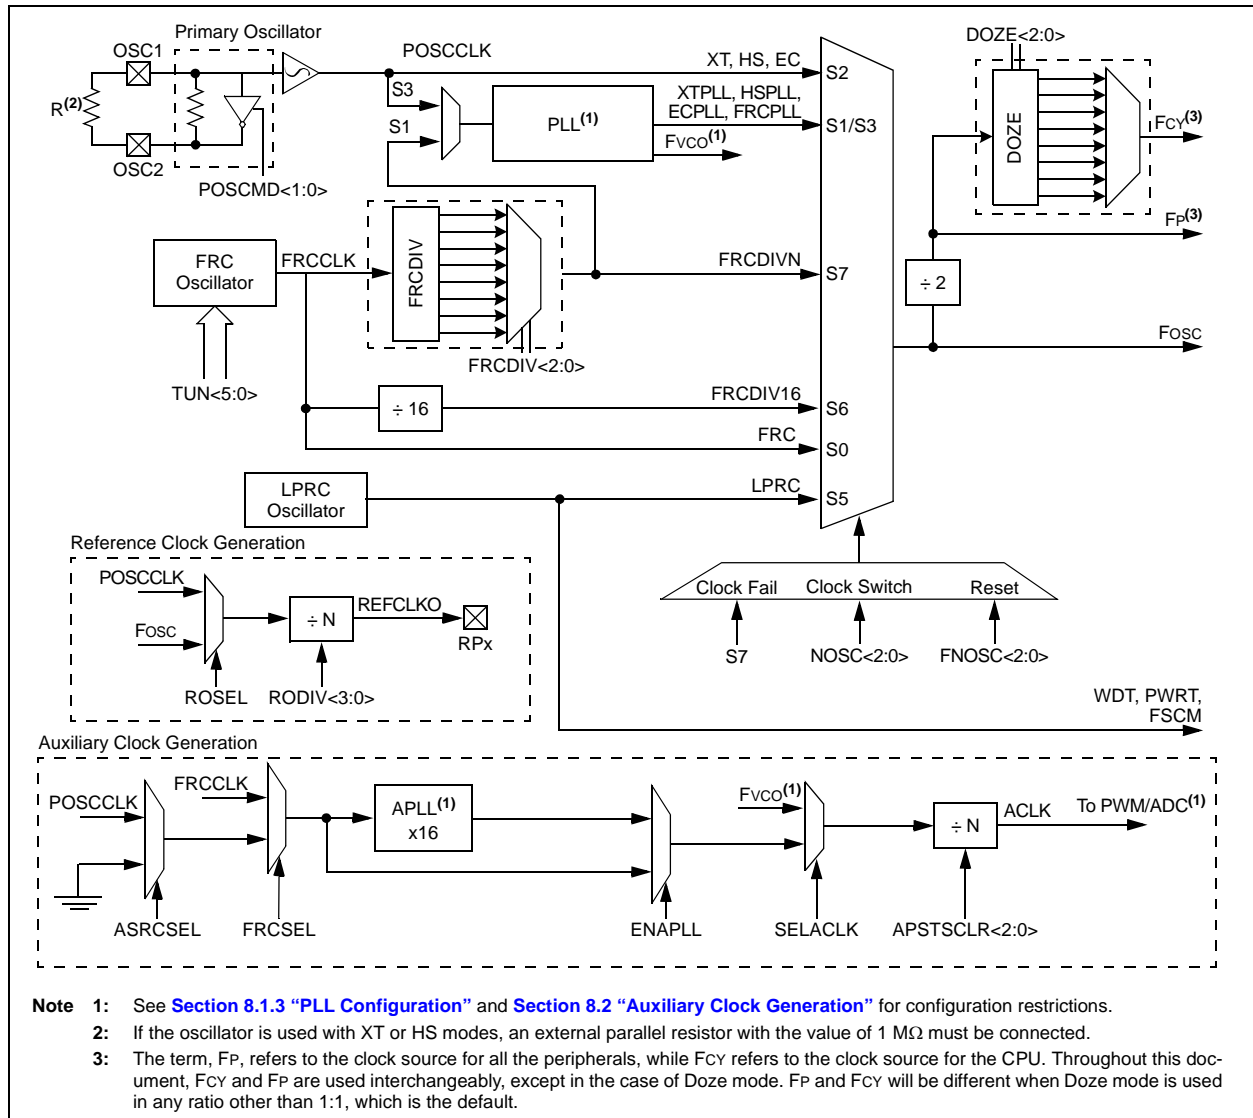 Primary Oscillator
DOZE<2:0>
OSC1
POSCCLK
XT, HS, EC
S2
R(2)
S3
XTPLL, HSPLL,
ECPLL, FRCPLL
S1/S3
PLL(1)
S1
FVCO(1)
DOZE
FCY(3)
OSC2
POSCMD<1:0>
FP(3)
FRC
Oscillator
FRCCLK
FRCDIV
FRCDIVN
S7
÷ 2
FOSC
TUN<5:0>
FRCDIV<2:0>
FRCDIV16
S6
÷ 16
FRC
S0
LPRC
Oscillator
LPRC
S5
Reference Clock Generation
POSCCLK
Clock Fail
Clock Switch
Reset
REFCLKO
÷ N
FOSC
RPx
S7
NOSC<2:0>
FNOSC<2:0>
ROSEL
RODIV<3:0>
WDT, PWRT,
FSCM
Auxiliary Clock Generation
FRCCLK
POSCCLK
APLL(1)
x16
FVCO(1)
÷ N
ACLK
To PWM/ADC(1)
ASRCSEL
FRCSEL
ENAPLL
SELACLK
APSTSCLR<2:0>
Note 1: See Section 8.1.3 “PLL Configuration” and Section 8.2 “Auxiliary Clock Generation” for configuration restrictions.
2: If the oscillator is used with XT or HS modes, an external parallel resistor with the value of 1 MΩ must be connected.
3: The term, FP, refers to the clock source for all the peripherals, while FCY refers to the clock source for the CPU. Throughout this doc-
ument, FCY and FP are used interchangeably, except in the case of Doze mode. FP and FCY will be different when Doze mode is used
in any ratio other than 1:1, which is the default.